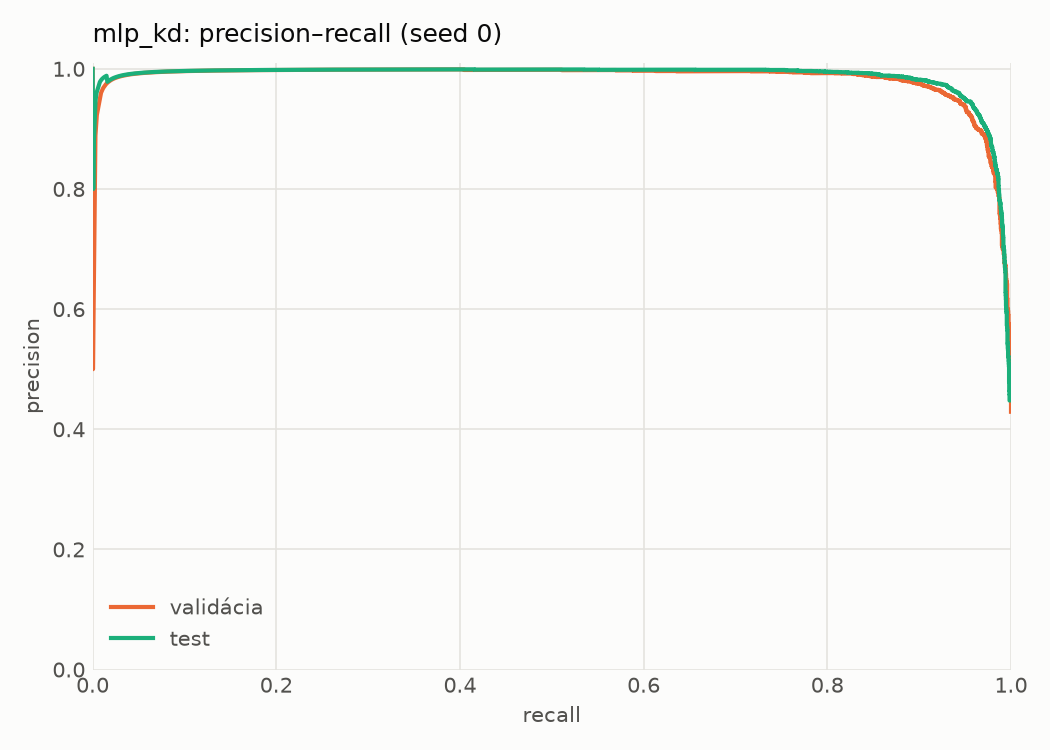 mlp_kd: precision–recall (seed 0)
1.0
0.8
0.6
0.4
0.2
0.0
precision
validácia
test
0.0 0.2 0.4 0.6 0.8 1.0
recall